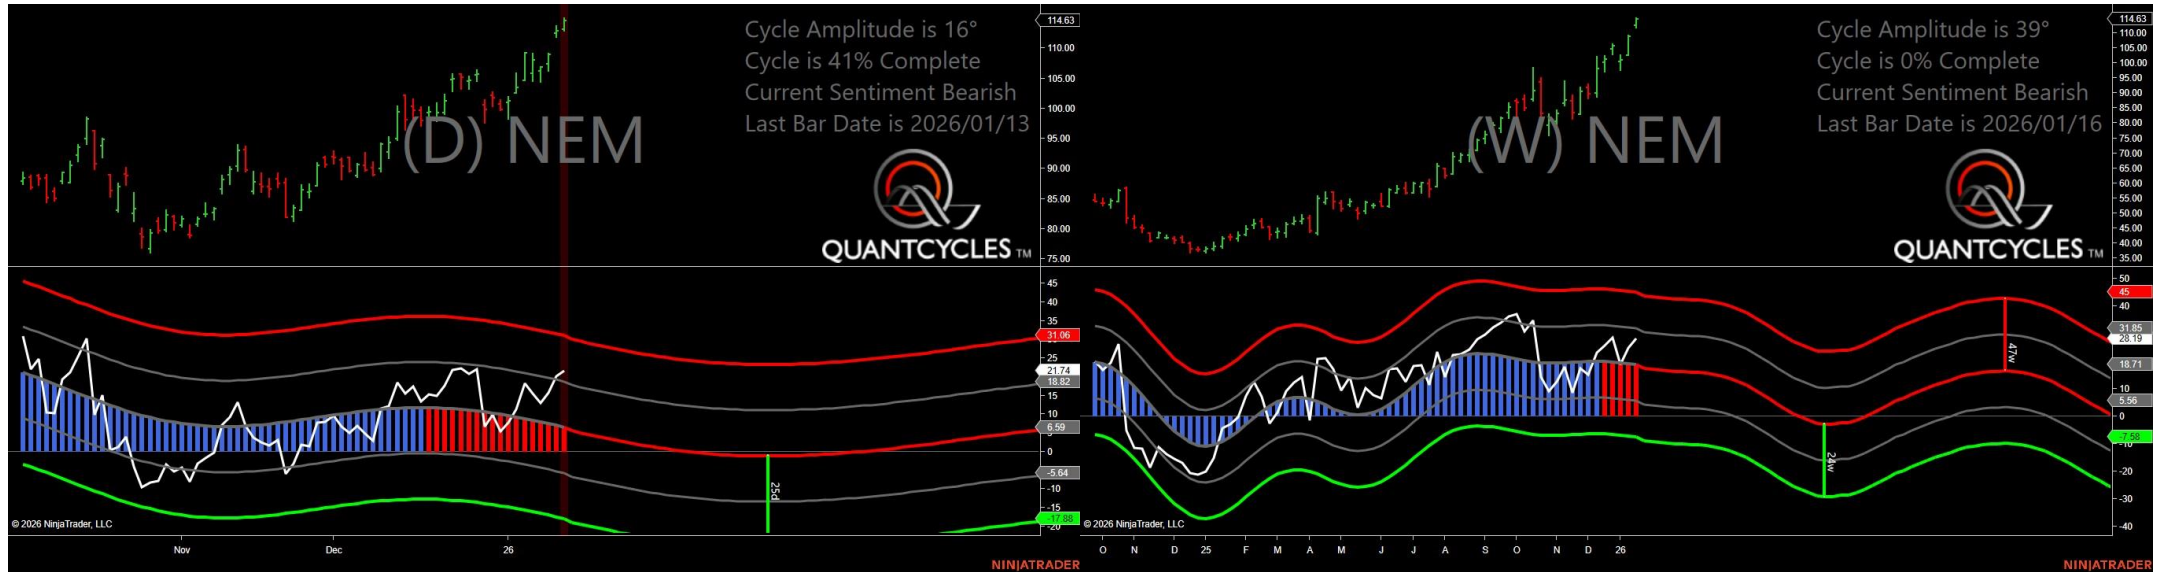 Cycle Amplitude is 16°
Cycle is 41% Complete
Current Sentiment Bearish
Last Bar Date is 2026/01/13
(D) NEM
QUANTCYCLES TM
114.63
110.00
105.00
100.00
95.00
90.00
85.00
80.00
75.00
45
40
35
31.06
25
21.74
18.82
15
10
6.59
0
-5.64
-10
-15
-17.88
-20
25d
© 2026 NinjaTrader, LLC
Nov
Dec
26
NINJATRADER
Cycle Amplitude is 39°
Cycle is 0% Complete
Current Sentiment Bearish
Last Bar Date is 2026/01/16
(W) NEM
QUANTCYCLES TM
114.63
110.00
105.00
100.00
95.00
90.00
85.00
80.00
75.00
70.00
65.00
60.00
55.00
50.00
45.00
40.00
35.00
50
45
40
31.85
28.19
18.71
10
5.56
0
-7.58
-10
-20
-30
-40
47w
24w
© 2026 NinjaTrader, LLC
O N D 25 F M A M J J A S O N D 26
NINJATRADER